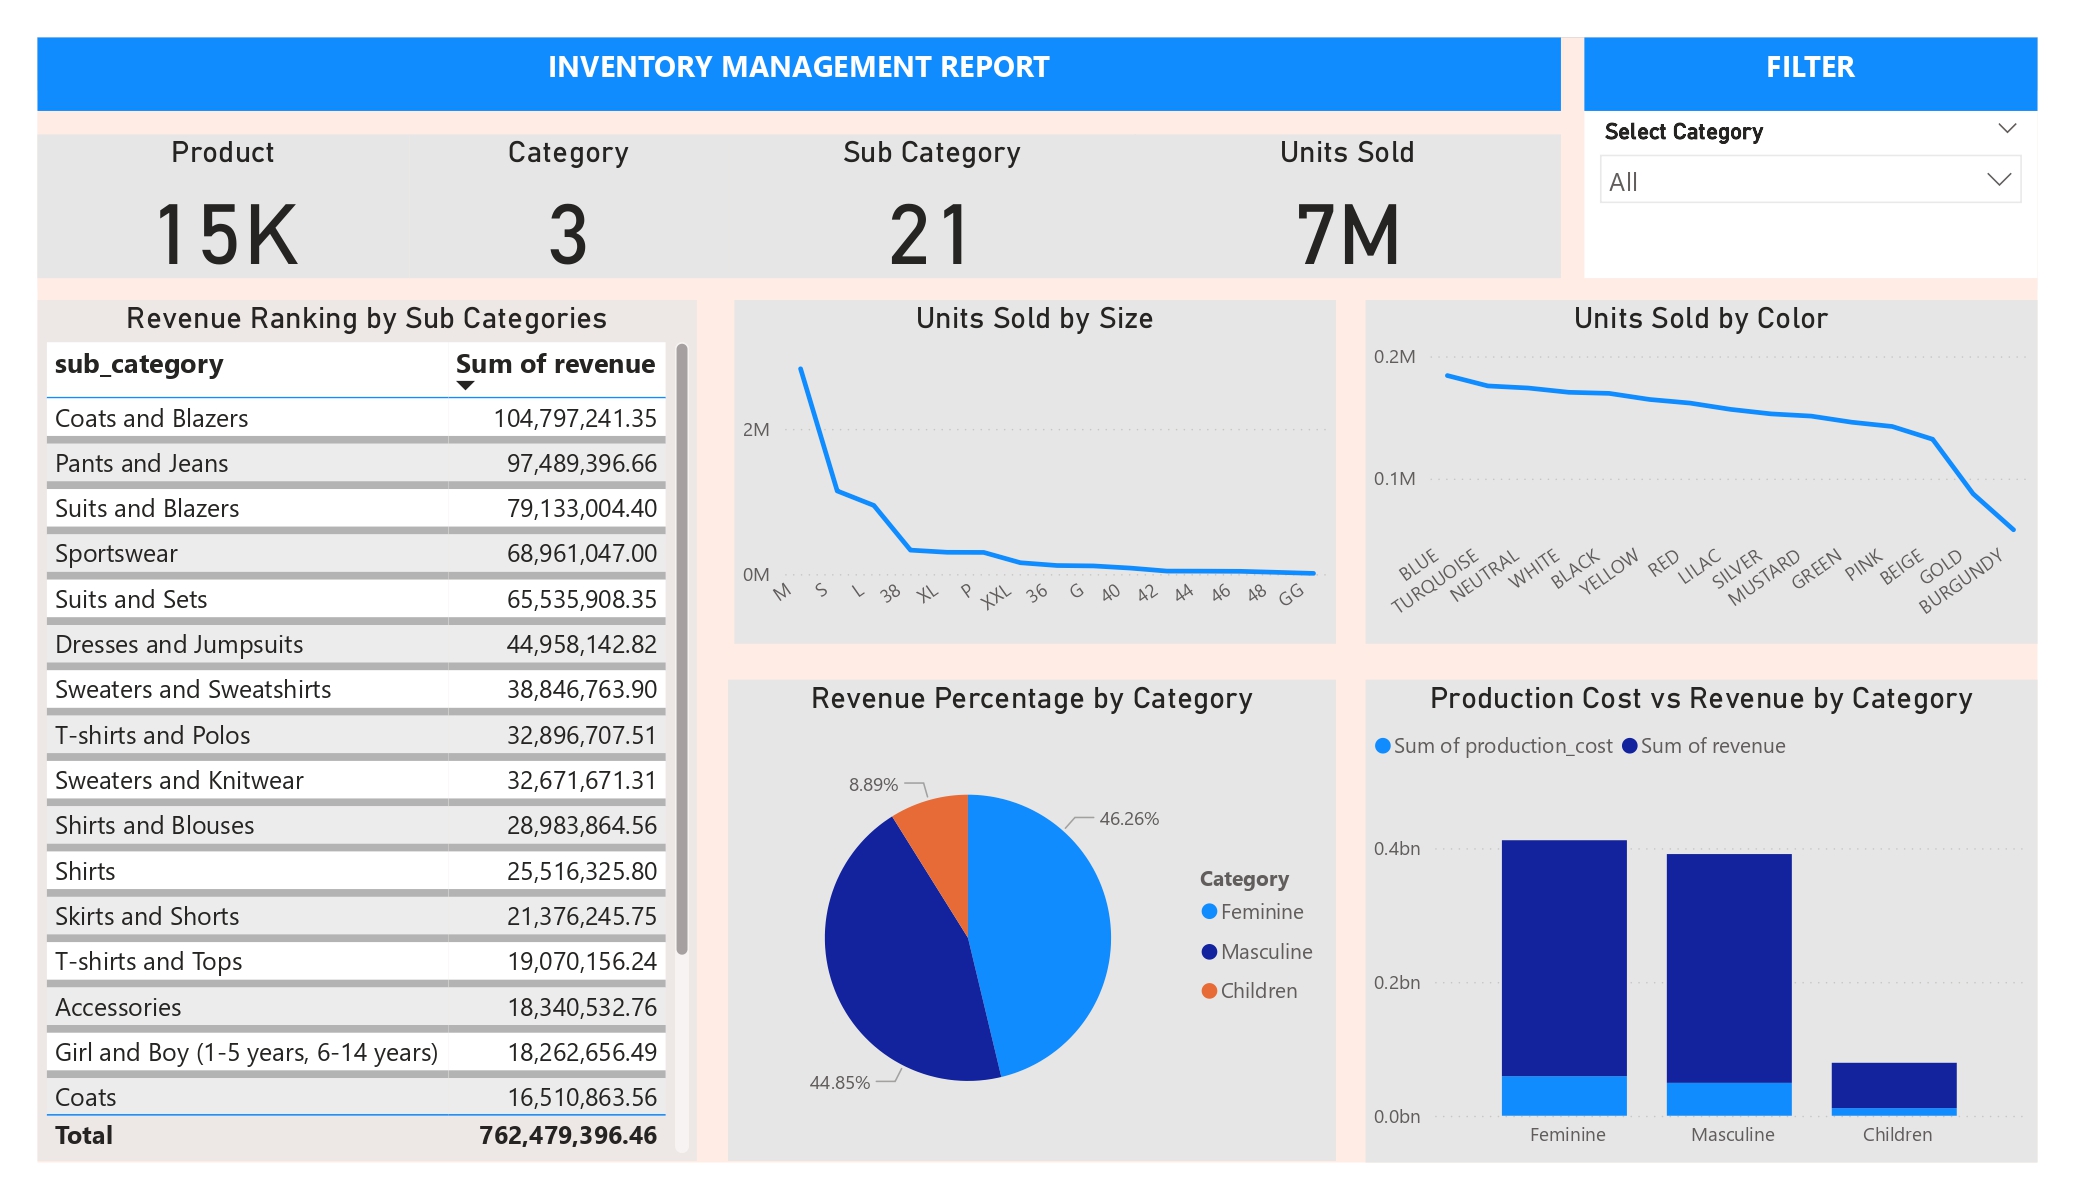 INVENTORY MANAGEMENT REPORT
FILTER
Product
Category
Sub Category
Units Sold
15K
3
21
7M
Select Category
All
Revenue Ranking by Sub Categories
sub_category Sum of revenue
Coats and Blazers 104,797,241.35
Pants and Jeans 97,489,396.66
Suits and Blazers 79,133,004.40
Sportswear 68,961,047.00
Suits and Sets 65,535,908.35
Dresses and Jumpsuits 44,958,142.82
Sweaters and Sweatshirts 38,846,763.90
T-shirts and Polos 32,896,707.51
Sweaters and Knitwear 32,671,671.31
Shirts and Blouses 28,983,864.56
Shirts 25,516,325.80
Skirts and Shorts 21,376,245.75
T-shirts and Tops 19,070,156.24
Accessories 18,340,532.76
Girl and Boy (1-5 years, 6-14 years) 18,262,656.49
Coats 16,510,863.56
Total 762,479,396.46
Units Sold by Size
2M
0M
M S L 38 XL P XXL 36 G 40 42 44 46 48 GG
Units Sold by Color
0.2M
0.1M
BLUE TURQUOISE NEUTRAL WHITE BLACK YELLOW RED LILAC SILVER MUSTARD GREEN PINK BEIGE GOLD BURGUNDY
Revenue Percentage by Category
8.89%
46.26%
44.85%
Category
Feminine
Masculine
Children
Production Cost vs Revenue by Category
Sum of production_cost Sum of revenue
0.4bn
0.2bn
0.0bn
Feminine Masculine Children